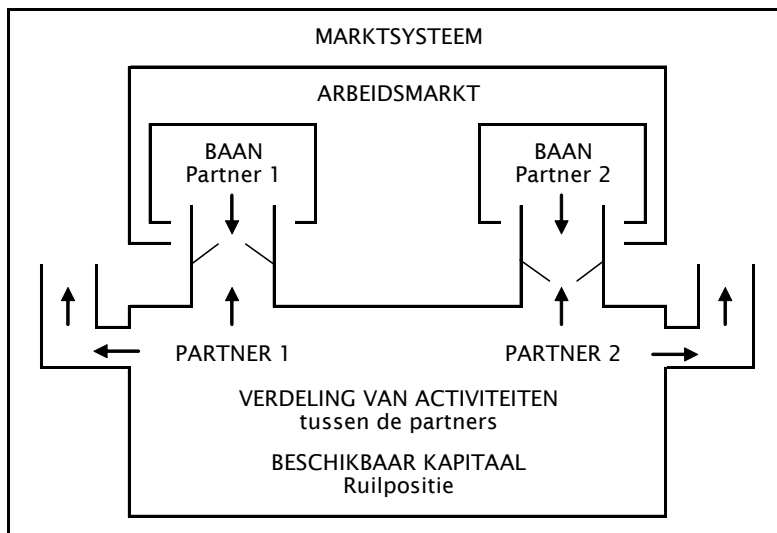 MARKTSYSTEEM
ARBEIDSMARKT
BAAN
Partner 1
BAAN
Partner 2
PARTNER 1
PARTNER 2
VERDELING VAN ACTIVITEITEN
tussen de partners
BESCHIKBAAR KAPITAAL
Ruilpositie